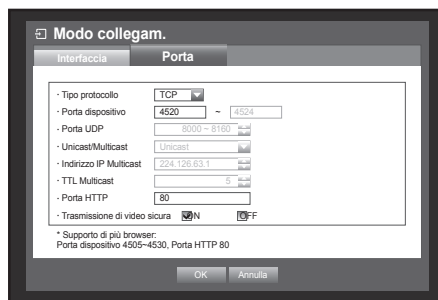 Modo collegam.
Interfaccia Porta
· Tipo protocollo TCP
· Porta dispositivo 4520 ~ 4524
· Porta UDP 8000 ~ 8160
· Unicast/Multicast Unicast
· Indirizzo IP Multicast 224.126.63.1
· TTL Multicast 5
· Porta HTTP 80
· Trasmissione di video sicura ON OFF
* Supporto di più browser:
Porta dispositivo 4505~4530, Porta HTTP 80
OK Annulla